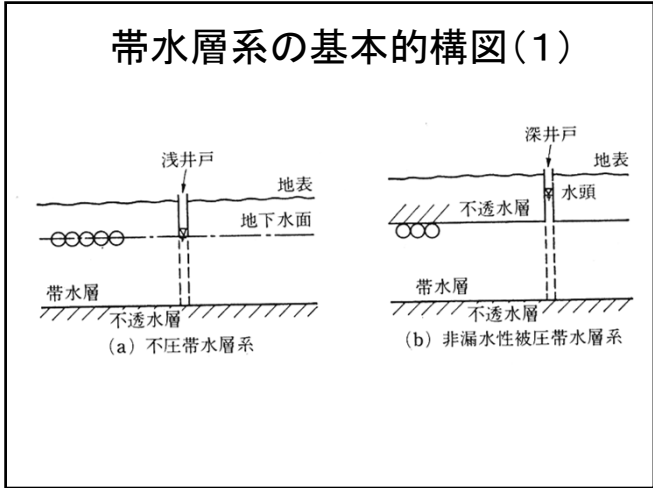 帯水層系の基本的構図(1)
浅井戸
地表
地下水面
帯水層
不透水層
(a) 不圧帯水層系
深井戸
地表
水頭
不透水層
帯水層
不透水層
(b) 非漏水性被圧帯水層系